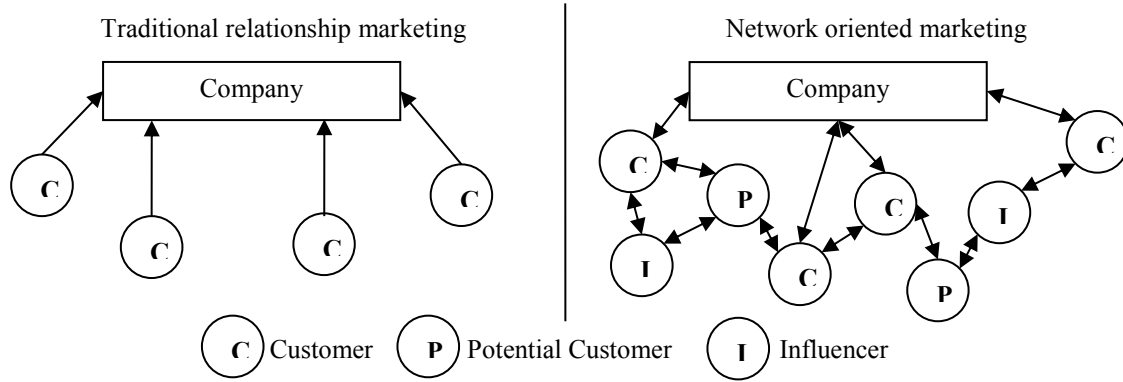 Traditional relationship marketing
Company
C
C
C
C
Network oriented marketing
Company
C
C
P
C
I
I
C
P
C Customer P Potential Customer I Influencer